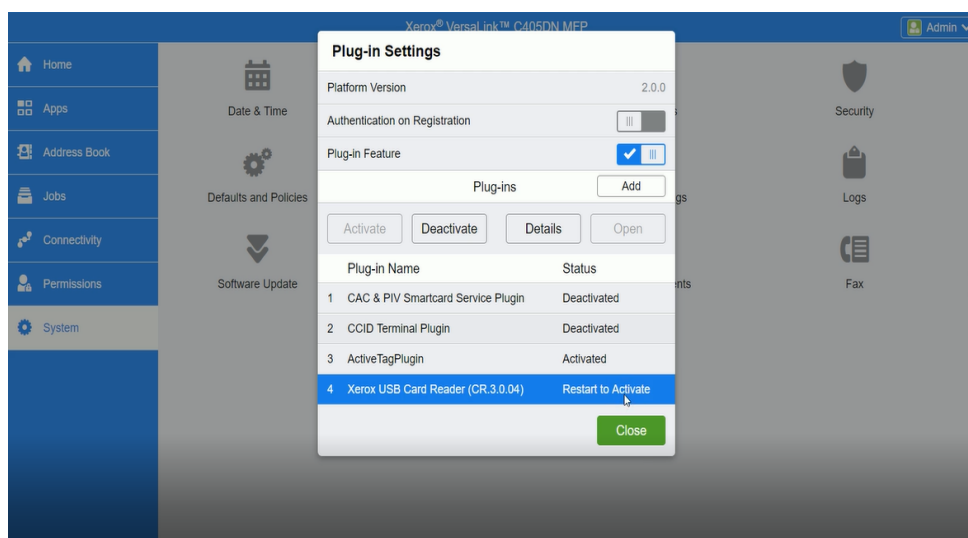 Xerox® VersaLink™ C405DN MFP
Admin
Home
Apps
Address Book
Jobs
Connectivity
Permissions
System
Date & Time
Security
Defaults and Policies
gs
Logs
Software Update
ents
Fax
Plug-in Settings
Platform Version 2.0.0
Authentication on Registration
Plug-in Feature
Plug-ins Add
Activate Deactivate Details Open
Plug-in Name Status
1 CAC & PIV Smartcard Service Plugin Deactivated
2 CCID Terminal Plugin Deactivated
3 ActiveTagPlugin Activated
4 Xerox USB Card Reader (CR.3.0.04) Restart to Activate
Close